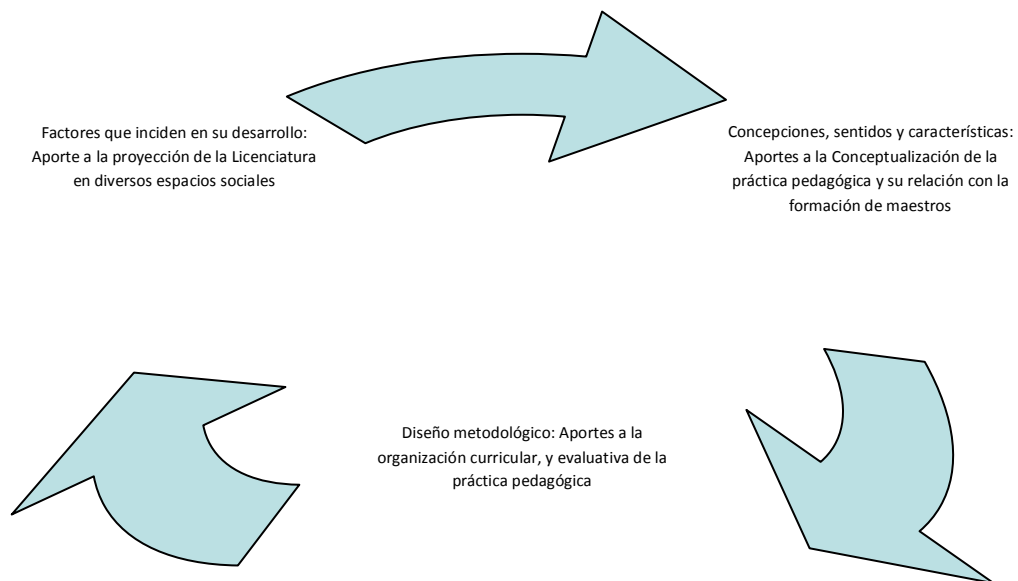 Factores que inciden en su desarrollo:
Aporte a la proyección de la Licenciatura
en diversos espacios sociales
Concepciones, sentidos y características:
Aportes a la Conceptualización de la
práctica pedagógica y su relación con la
formación de maestros
Diseño metodológico: Aportes a la
organización curricular, y evaluativa de la
práctica pedagógica